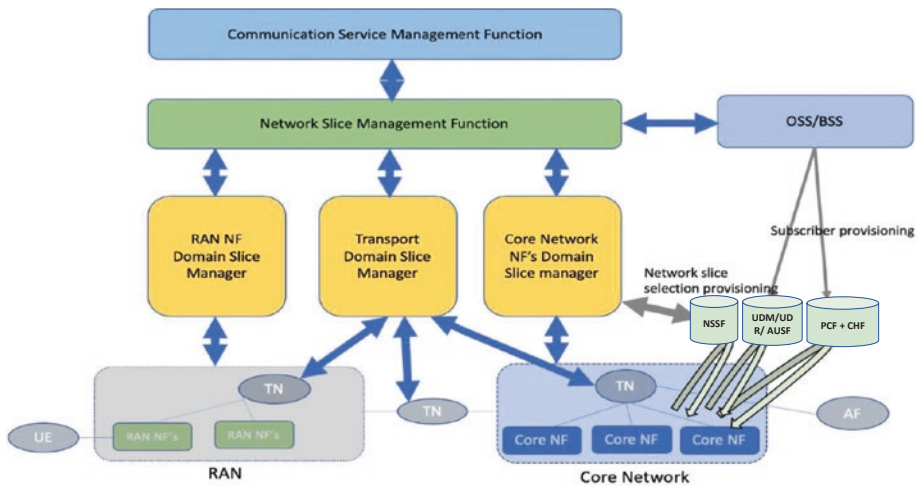 Communication Service Management Function
Network Slice Management Function
OSS/BSS
RAN NF
Domain Slice
Manager
Transport
Domain Slice
Manager
Core Network
NF's Domain
Slice manager
Subscriber provisioning
Network slice
selection provisioning
NSSF
UDM/UD
R/ AUSF
PCF + CHF
TN
TN
TN
AF
UE
RAN NF's
RAN NF's
Core NF
Core NF
Core NF
RAN
Core Network